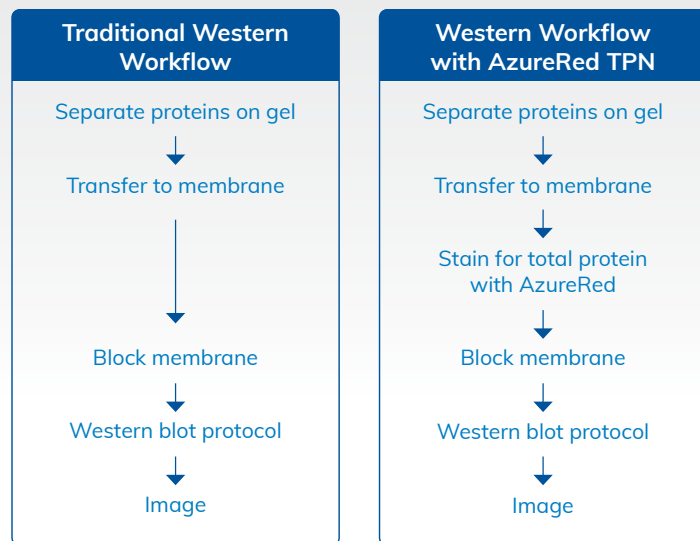 Traditional Western
Workflow
Separate proteins on gel
Transfer to membrane
Block membrane
Western blot protocol
Image
Western Workflow
with AzureRed TPN
Separate proteins on gel
Transfer to membrane
Stain for total protein
with AzureRed
Block membrane
Western blot protocol
Image